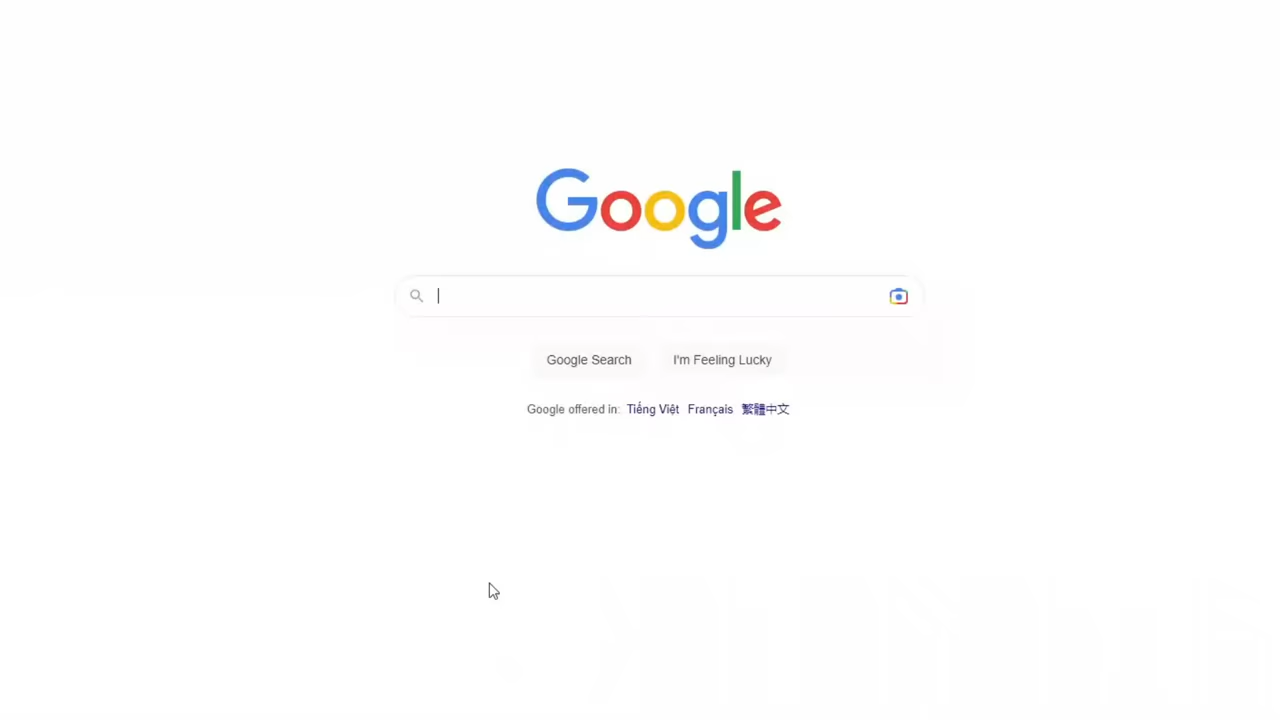 Google
Google Search I'm Feeling Lucky
Google offered in: Tiếng Việt Français 繁體中文